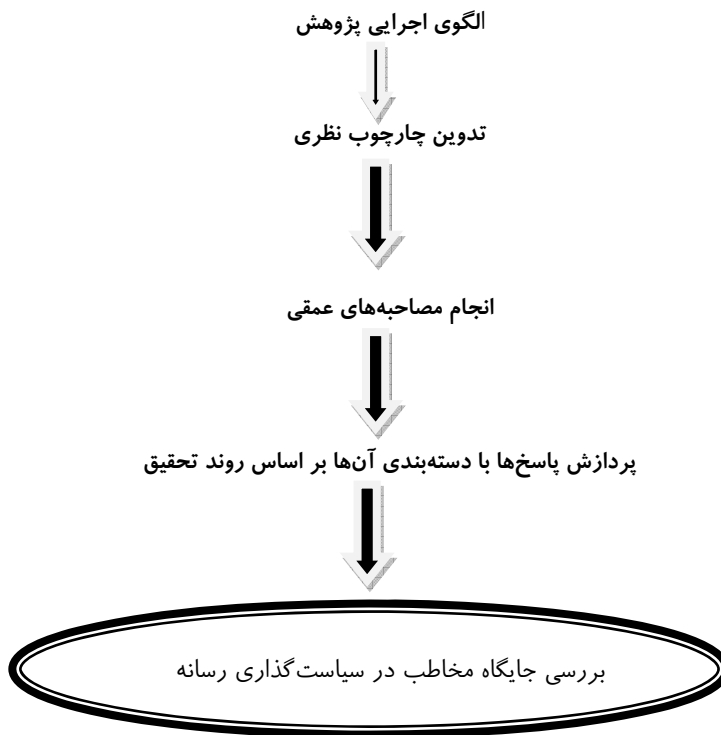 الگوی اجرایی پژوهش
تدوین چارچوب نظری
انجام مصاحبه‌های عمقی
پردازش پاسخ‌ها با دسته‌بندی آن‌ها بر اساس روند تحقیق
بررسی جایگاه مخاطب در سیاست‌گذاری رسانه